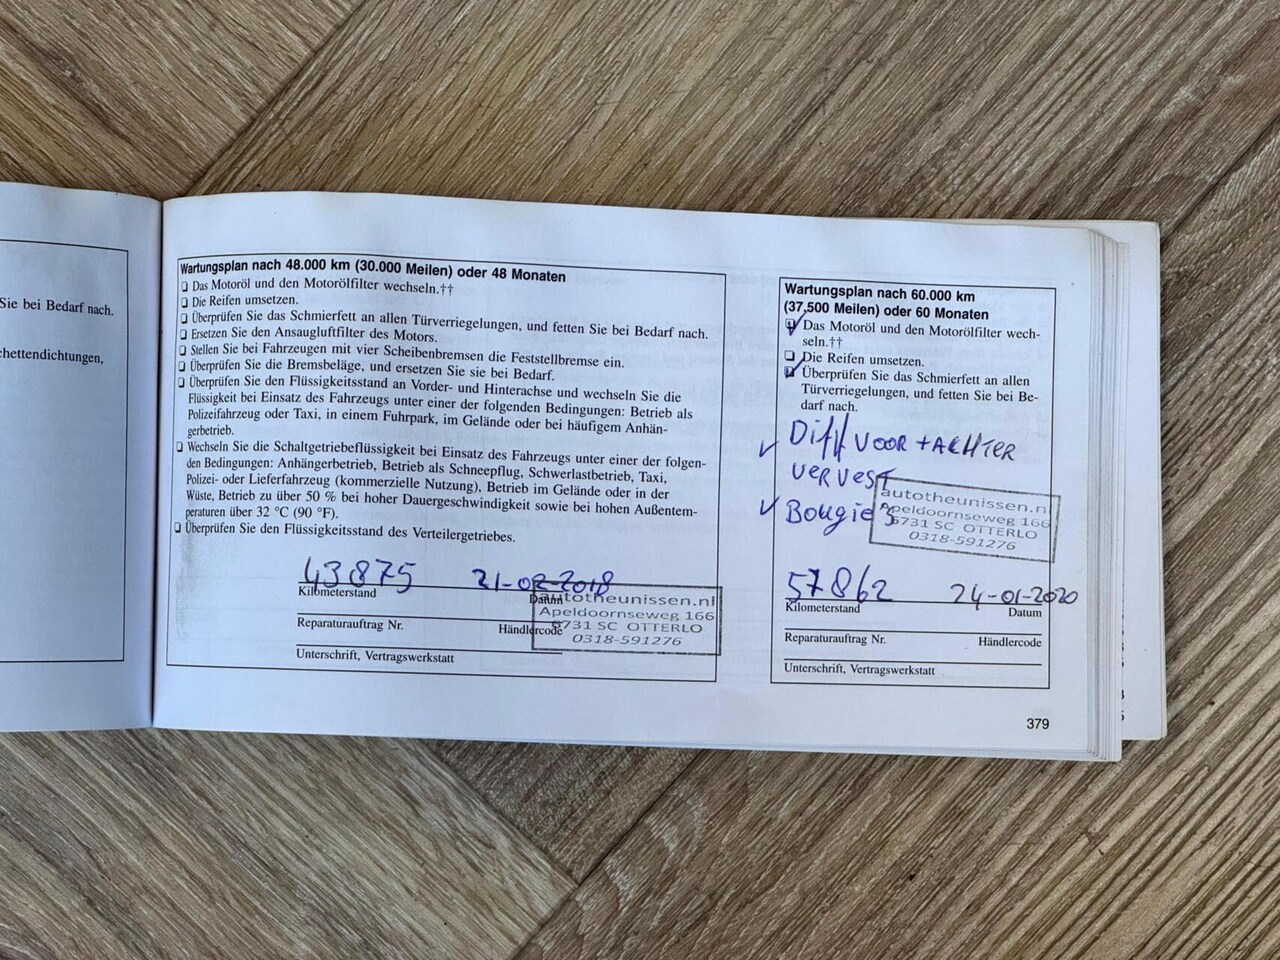 Sie bei Bedarf nach.
chettendichtungen,
Wartungsplan nach 48.000 km (30.000 Meilen) oder 48 Monaten
❑ Das Motoröl und den Motorölfilter wechseln.††
❑ Die Reifen umsetzen.
❑ Überprüfen Sie das Schmierfett an allen Türverriegelungen, und fetten Sie bei Bedarf nach.
❑ Ersetzen Sie den Ansaugluftfilter des Motors.
❑ Stellen Sie bei Fahrzeugen mit vier Scheibenbremsen die Feststellbremse ein.
❑ Überprüfen Sie die Bremsbeläge, und ersetzen Sie sie bei Bedarf.
❑ Überprüfen Sie den Flüssigkeitsstand an Vorder- und Hinterachse und wechseln Sie die
Flüssigkeit bei Einsatz des Fahrzeugs unter einer der folgenden Bedingungen: Betrieb als
Polizeifahrzeug oder Taxi, in einem Fuhrpark, im Gelände oder bei häufigem Anhän-
gerbetrieb.
❑ Wechseln Sie die Schaltgetriebeflüssigkeit bei Einsatz des Fahrzeugs unter einer der folgen-
den Bedingungen: Anhängerbetrieb, Betrieb als Schneepflug, Schwerlastbetrieb, Taxi,
Polizei- oder Lieferfahrzeug (kommerzielle Nutzung), Betrieb im Gelände oder in der
Wüste, Betrieb zu über 50 % bei hoher Dauergeschwindigkeit sowie bei hohen Außentem-
peraturen über 32 °C (90 °F).
❑ Überprüfen Sie den Flüssigkeitsstand des Verteilergetriebes.
43875 21-02-2018
Kilometerstand Datum
Reparaturauftrag Nr. Händlercode
Unterschrift, Vertragswerkstatt
autotheunissen.nl
Apeldoornseweg 166
6731 SC OTTERLO
0318-591276
Wartungsplan nach 60.000 km
(37,500 Meilen) oder 60 Monaten
❑ Das Motoröl und den Motorölfilter wech-
seln.††
❑ Die Reifen umsetzen.
❑ Überprüfen Sie das Schmierfett an allen
Türverriegelungen, und fetten Sie bei Be-
darf nach.
✓ Diff VOOR + ACHTER
VERVEST
✓ Bougies
autotheunissen.nl
Apeldoornseweg 166
6731 SC OTTERLO
0318-591276
57862 24-01-2020
Kilometerstand Datum
Reparaturauftrag Nr. Händlercode
Unterschrift, Vertragswerkstatt
379